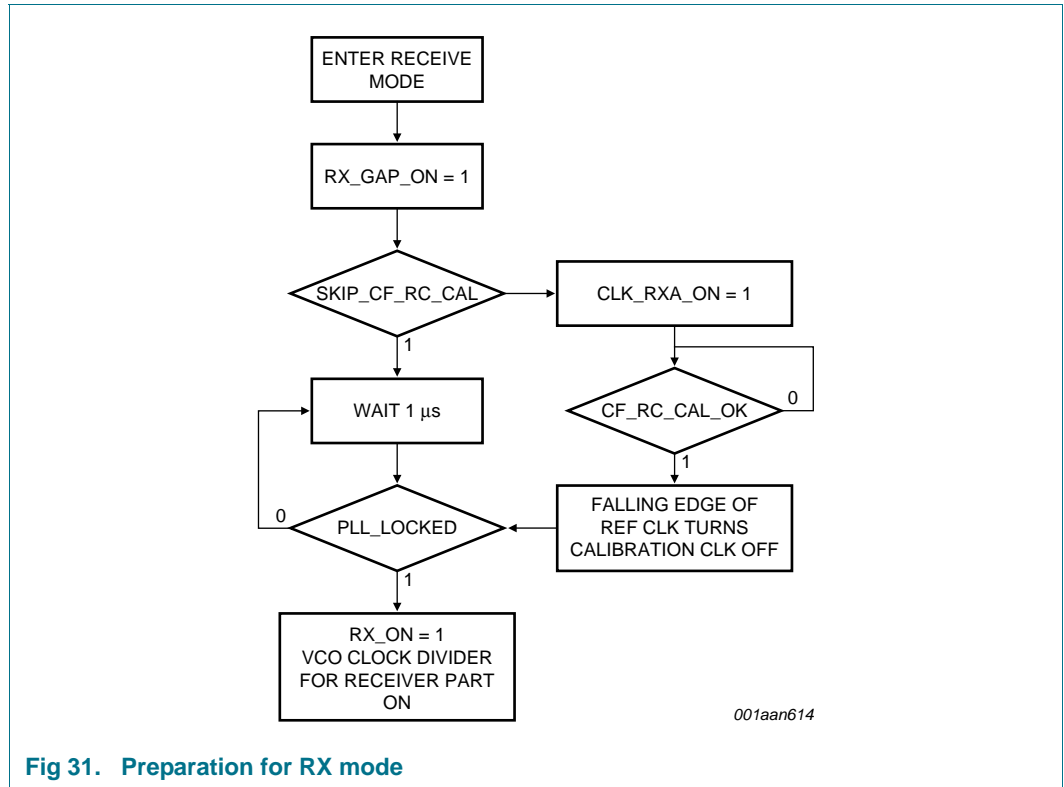 ENTER RECEIVE
MODE
RX_GAP_ON = 1
SKIP_CF_RC_CAL
CLK_RXA_ON = 1
1
WAIT 1 μs
CF_RC_CAL_OK
0
1
0
PLL_LOCKED
FALLING EDGE OF
REF CLK TURNS
CALIBRATION CLK OFF
1
RX_ON = 1
VCO CLOCK DIVIDER
FOR RECEIVER PART
ON
001aan614
Fig 31. Preparation for RX mode